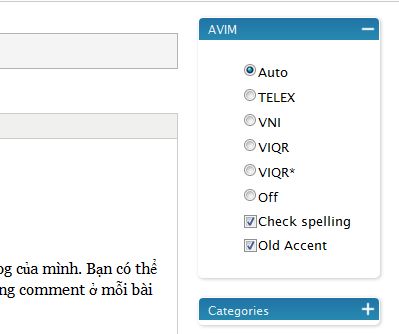 AVIM
Auto
TELEX
VNI
VIQR
VIQR*
Off
Check spelling
Old Accent
của mình. Bạn có thể
comment ở mỗi bài
Categories